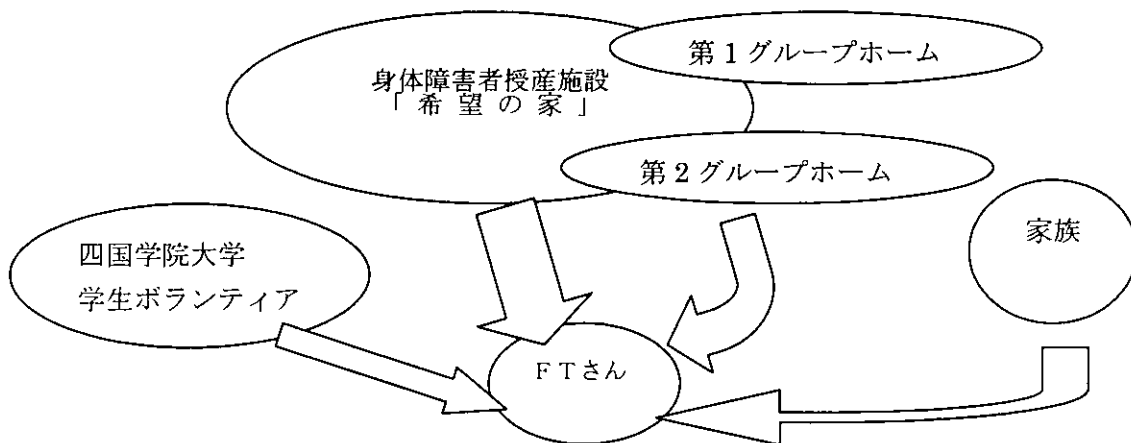 第1グループホーム
身体障害者授産施設
「希望の家」
第2グループホーム
家族
四国学院大学
学生ボランティア
FTさん